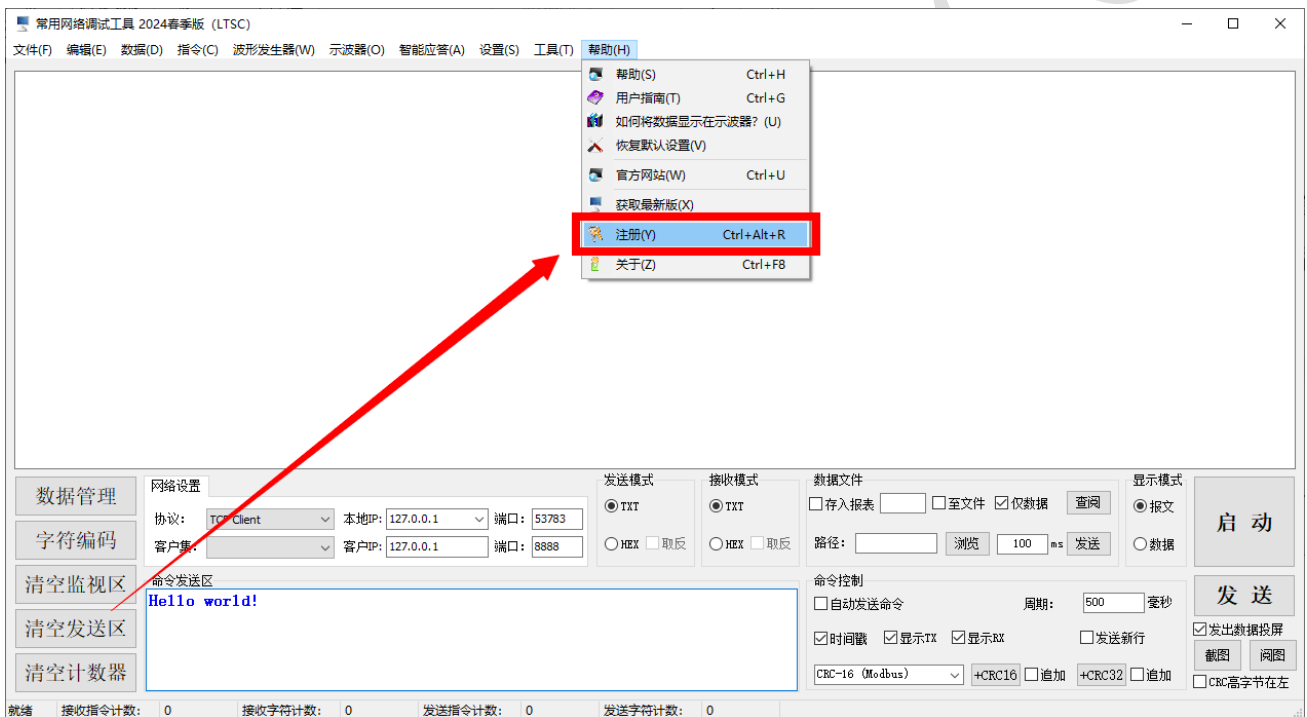 常用网络调试工具 2024春季版（LTSC）
文件(F) 编辑(E) 数据(D) 指令(C) 波形发生器(W) 示波器(O) 智能应答(A) 设置(S) 工具(T) 帮助(H)
帮助(S) Ctrl+H
用户指南(T) Ctrl+G
如何将数据显示在示波器？(U)
恢复默认设置(V)
官方网站(W) Ctrl+U
获取最新版(X)
注册(Y) Ctrl+Alt+R
关于(Z) Ctrl+F8
数据管理
字符编码
清空监视区
清空发送区
清空计数器
网络设置
协议: TCP Client 本地IP: 127.0.0.1 端口: 53783
客户集: 客户IP: 127.0.0.1 端口: 8888
发送模式
TXT
HEX 取反
接收模式
TXT
HEX 取反
数据文件
存入报表 至文件 仅数据 查阅
路径: 浏览 100 ms 发送
显示模式
报文
数据
启 动
命令发送区
Hello world!
命令控制
自动发送命令 周期: 500 毫秒
时间戳 显示TX 显示RX 发送新行
CRC-16 (Modbus) +CRC16 追加 +CRC32 追加
发 送
发出数据投屏
截图 阅图
CRC高字节在左
就绪 接收指令计数: 0 接收字符计数: 0 发送指令计数: 0 发送字符计数: 0